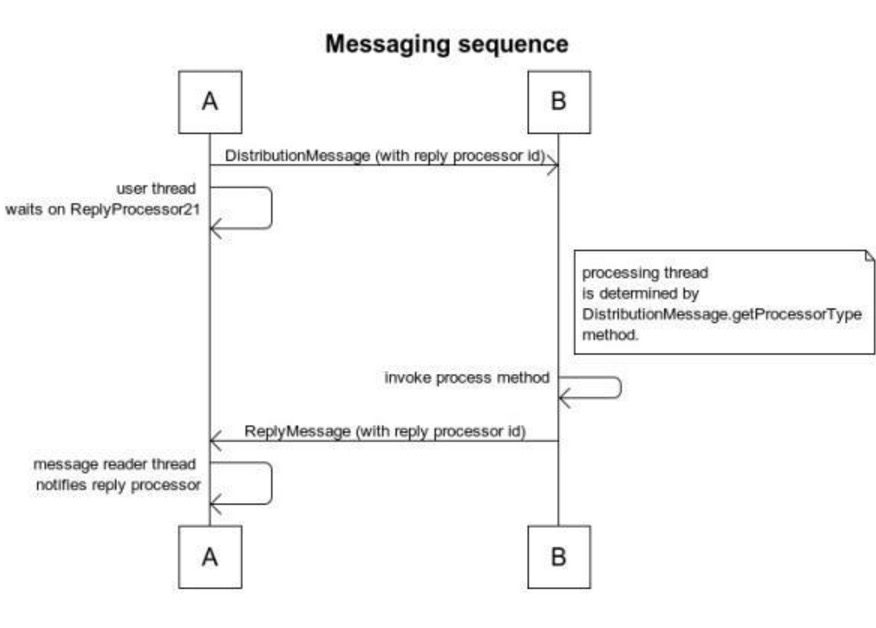 Messaging sequence
A
B
DistributionMessage (with reply processor id)
user thread
waits on ReplyProcessor21
processing thread
is determined by
DistributionMessage.getProcessorType
method.
invoke process method
ReplyMessage (with reply processor id)
message reader thread
notifies reply processor
A
B